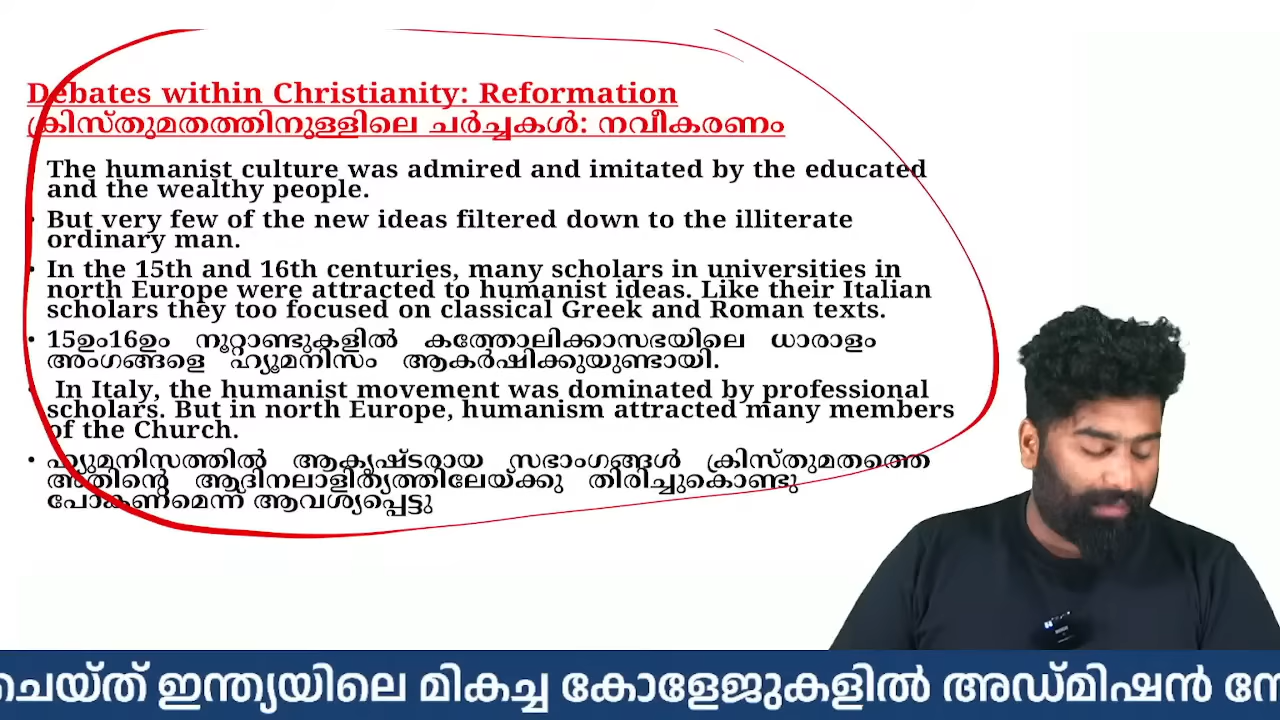 Debates within Christianity: Reformation
ക്രിസ്തുമതത്തിനുള്ളിലെ ചർച്ചകൾ: നവീകരണം
The humanist culture was admired and imitated by the educated
and the wealthy people.
• But very few of the new ideas filtered down to the illiterate
ordinary man.
• In the 15th and 16th centuries, many scholars in universities in
north Europe were attracted to humanist ideas. Like their Italian
scholars they too focused on classical Greek and Roman texts.
• 15ഉം16ഉം നൂറ്റാണ്ടുകളിൽ കത്തോലിക്കാസഭയിലെ ധാരാളം
അംഗങ്ങളെ ഹ്യൂമനിസം ആകർഷിക്കുയുണ്ടായി.
• In Italy, the humanist movement was dominated by professional
scholars. But in north Europe, humanism attracted many members
of the Church.
• ഹ്യുമനിസത്തിൽ ആകൃഷ്ടരായ സഭാംഗങ്ങൾ ക്രിസ്തുമതത്തെ
അതിന്റെ ആദിനലാളിത്യത്തിലേയ്ക്കു തിരിച്ചുകൊണ്ടു
പോകണമെന്ന് ആവശ്യപ്പെട്ടു
ചെയ്ത് ഇന്ത്യയിലെ മികച്ച കോളേജുകളിൽ അഡ്മിഷൻ